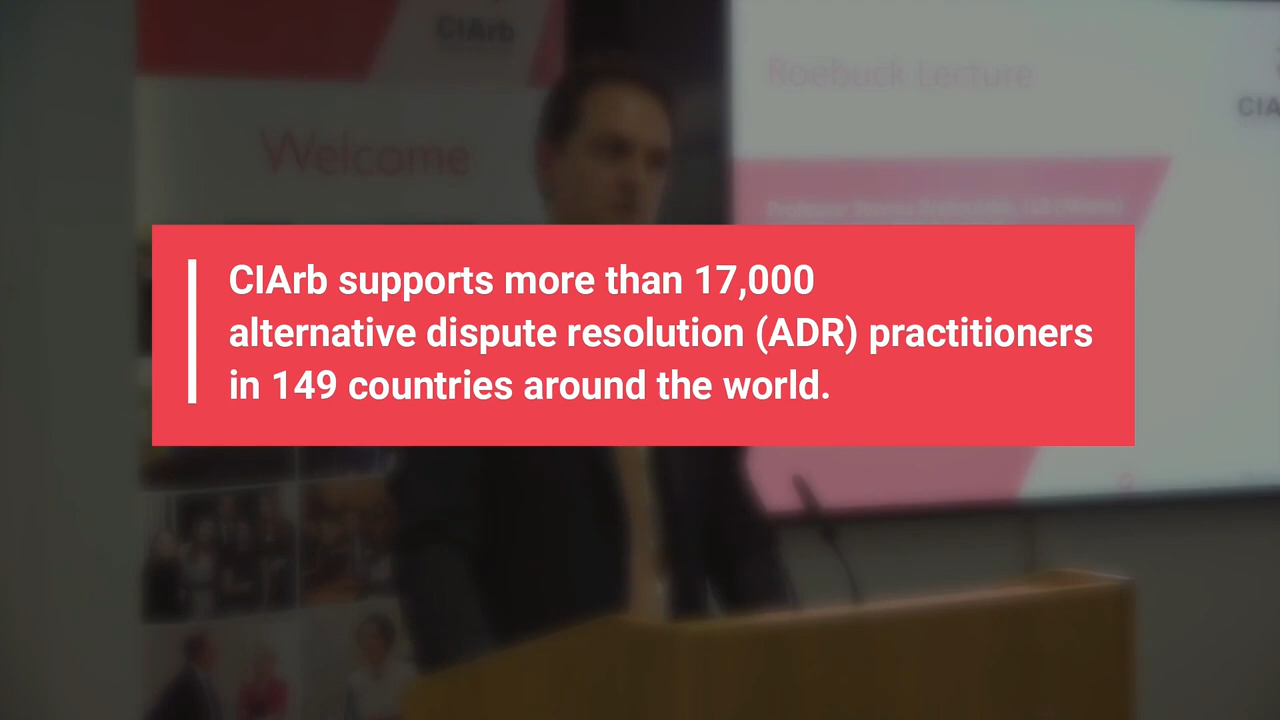 CIArb
Roebuck Lecture
CIA
Welcome
CIArb supports more than 17,000
alternative dispute resolution (ADR) practitioners
in 149 countries around the world.